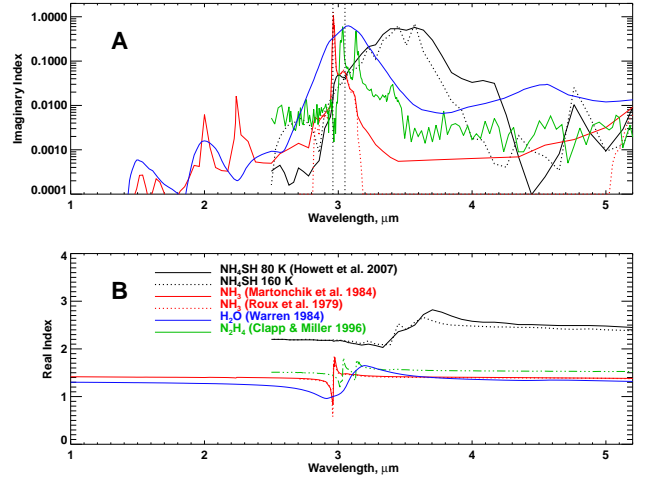 A
Imaginary Index
1.0000
0.1000
0.0100
0.0010
0.0001
1 2 3 4 5
Wavelength, μm
B
Real Index
4
3
2
1
0
NH₄SH 80 K (Howett et al. 2007)
NH₄SH 160 K
NH₃ (Martonchik et al. 1984)
NH₃ (Roux et al. 1979)
H₂O (Warren 1984)
N₂H₄ (Clapp & Miller 1996)
1 2 3 4 5
Wavelength, μm